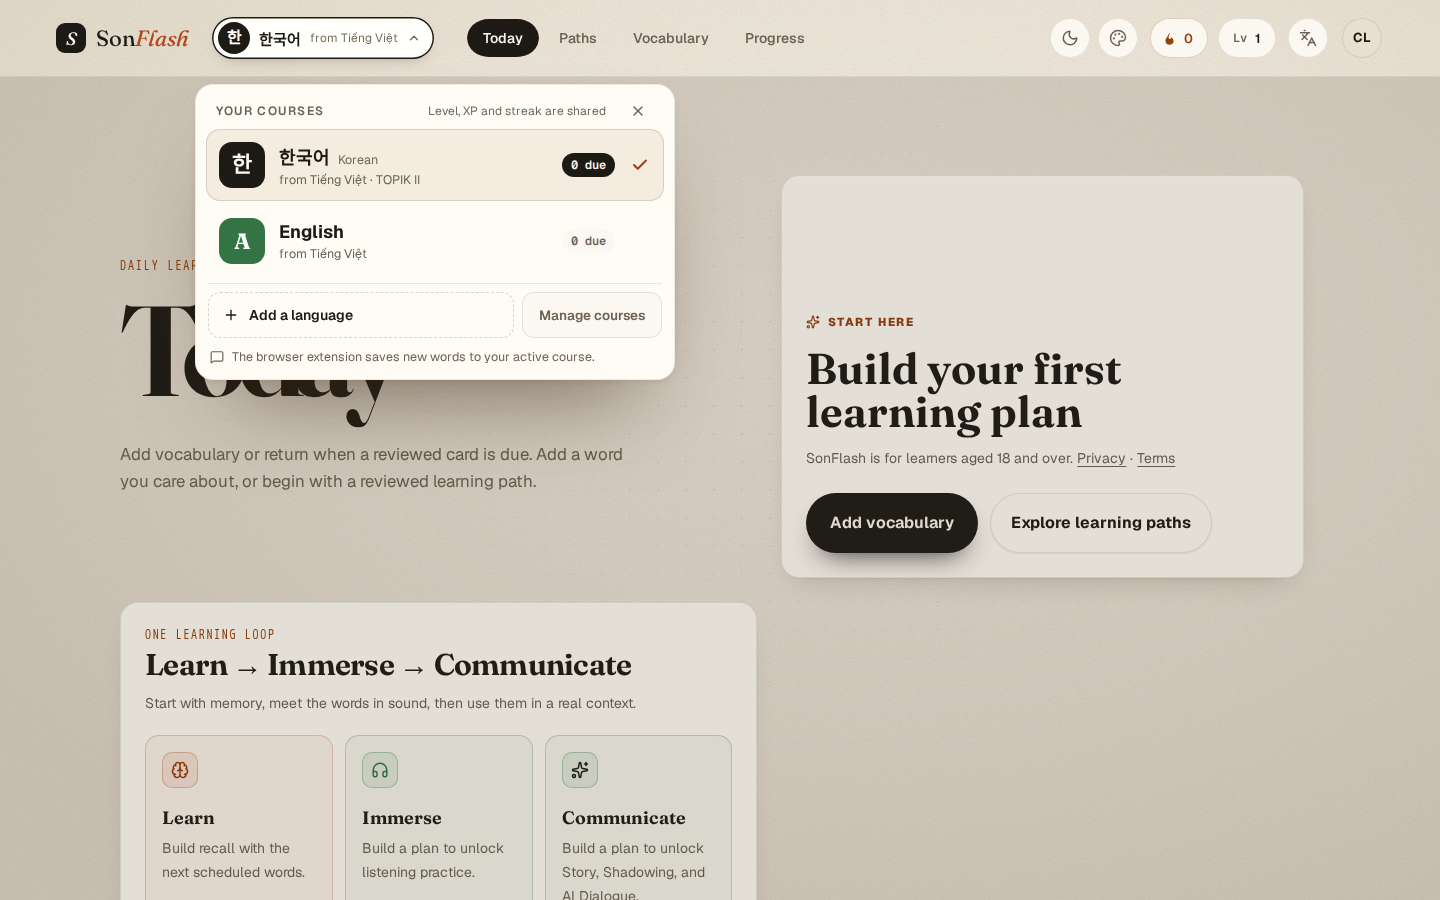 S SonFlash
한 한국어 from Tiếng Việt
Today Paths Vocabulary Progress
0
Lv 1
文A
CL
YOUR COURSES
Level, XP and streak are shared
한 한국어 Korean
from Tiếng Việt · TOPIK II
0 due
A English
from Tiếng Việt
0 due
+ Add a language
Manage courses
The browser extension saves new words to your active course.
DAILY LEAR
Today
Add vocabulary or return when a reviewed card is due. Add a word
you care about, or begin with a reviewed learning path.
START HERE
Build your first
learning plan
SonFlash is for learners aged 18 and over. Privacy · Terms
Add vocabulary
Explore learning paths
ONE LEARNING LOOP
Learn → Immerse → Communicate
Start with memory, meet the words in sound, then use them in a real context.
Learn
Build recall with the
next scheduled words.
Immerse
Build a plan to unlock
listening practice.
Communicate
Build a plan to unlock
Story, Shadowing, and
AI Dialogue.